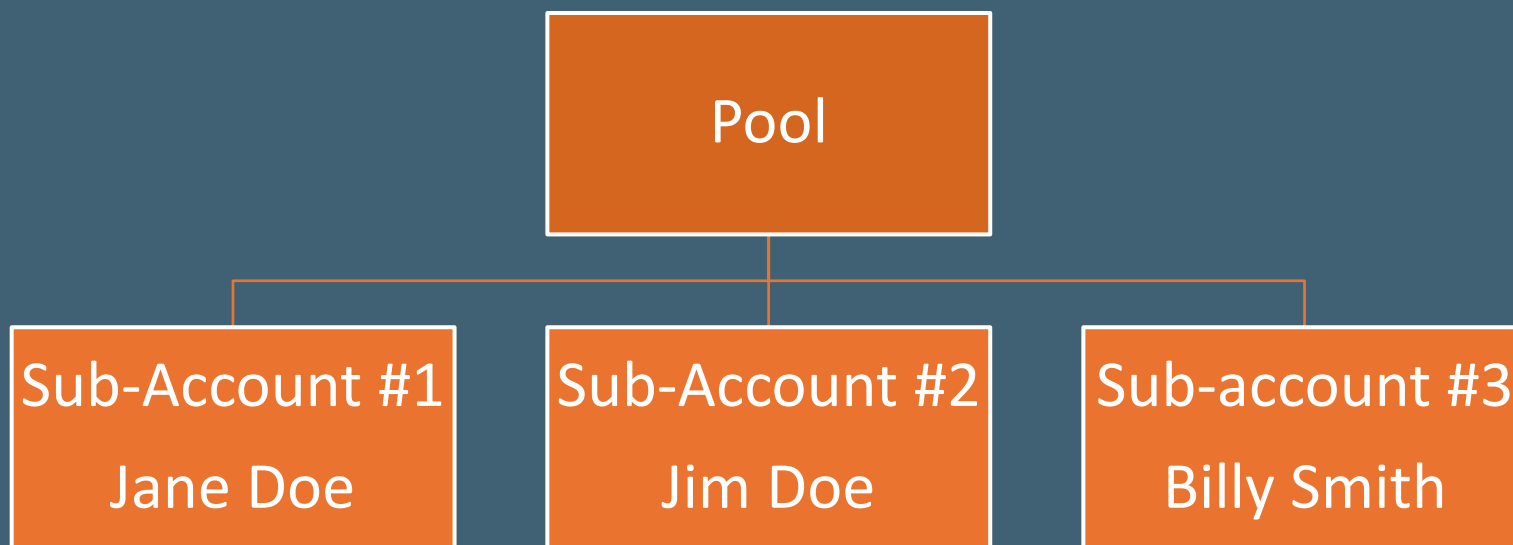 Pool
Sub-Account #1
Jane Doe
Sub-Account #2
Jim Doe
Sub-account #3
Billy Smith